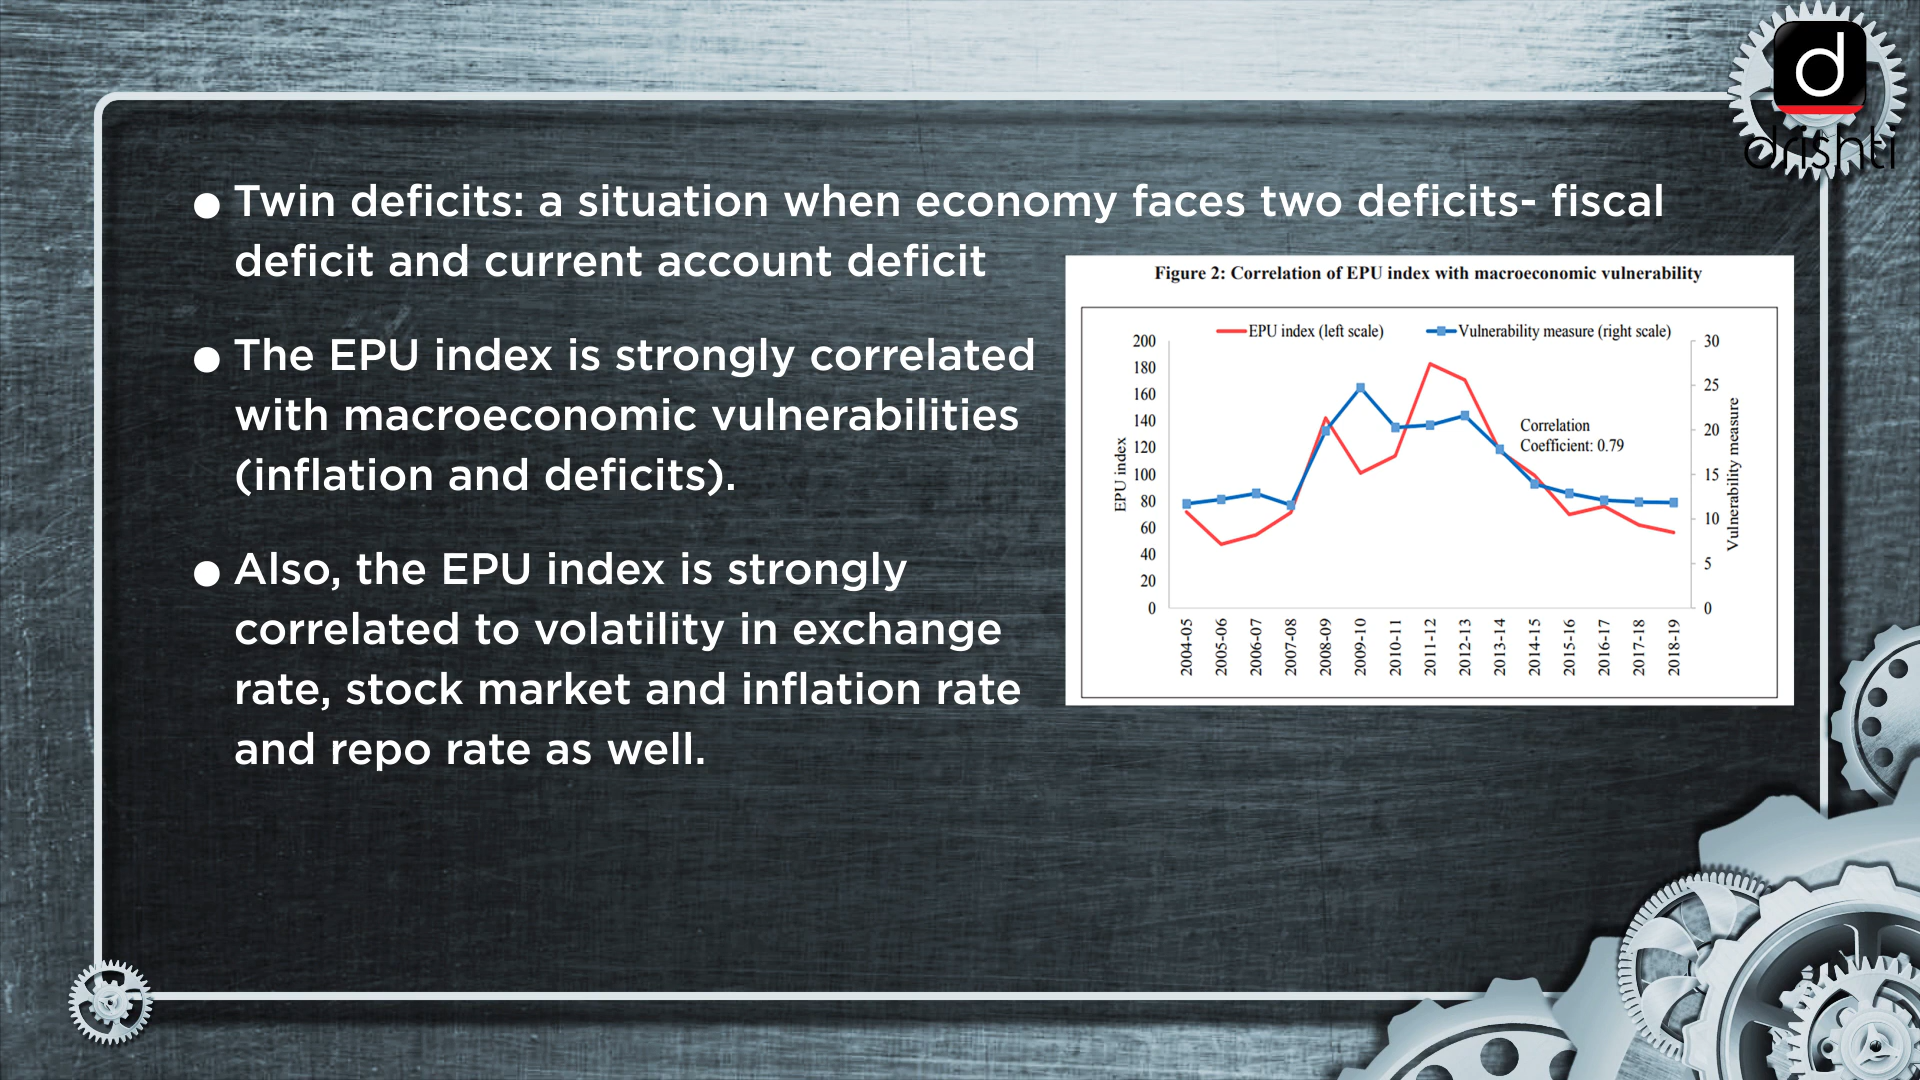 d
drishti
● Twin deficits: a situation when economy faces two deficits- fiscal
deficit and current account deficit
● The EPU index is strongly correlated
with macroeconomic vulnerabilities
(inflation and deficits).
● Also, the EPU index is strongly
correlated to volatility in exchange
rate, stock market and inflation rate
and repo rate as well.
Figure 2: Correlation of EPU index with macroeconomic vulnerability
EPU index (left scale)
Vulnerability measure (right scale)
200
180
160
140
120
100
80
60
40
20
0
EPU index
Correlation
Coefficient: 0.79
30
25
20
15
10
5
0
Vulnerability measure
2004-05
2005-06
2006-07
2007-08
2008-09
2009-10
2010-11
2011-12
2012-13
2013-14
2014-15
2015-16
2016-17
2017-18
2018-19